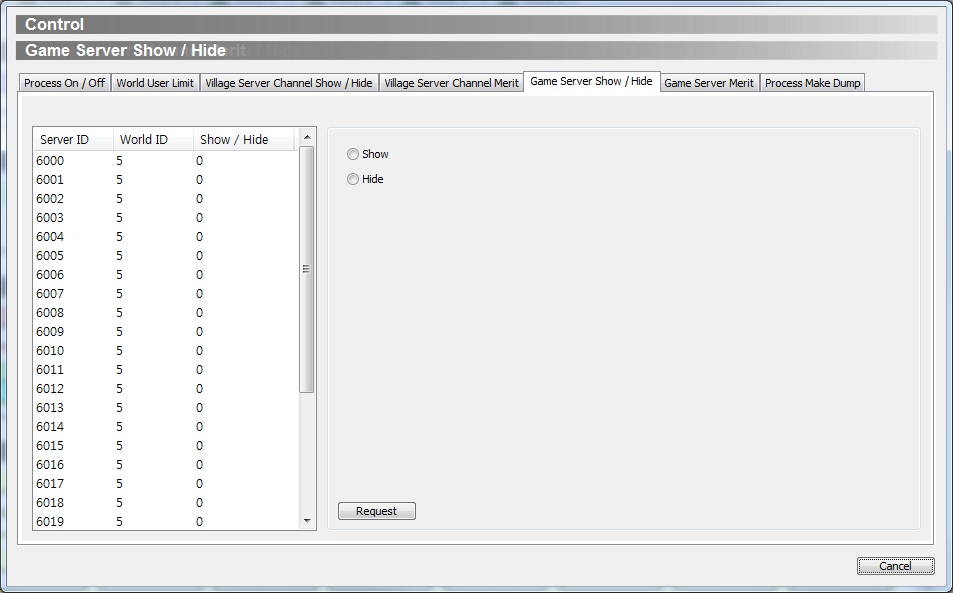 Control
Game Server Show / Hide
Process On / Off World User Limit Village Server Channel Show / Hide Village Server Channel Merit Game Server Show / Hide Game Server Merit Process Make Dump
Server ID World ID Show / Hide
6000 5 0
6001 5 0
6002 5 0
6003 5 0
6004 5 0
6005 5 0
6006 5 0
6007 5 0
6008 5 0
6009 5 0
6010 5 0
6011 5 0
6012 5 0
6013 5 0
6014 5 0
6015 5 0
6016 5 0
6017 5 0
6018 5 0
6019 5 0
Show
Hide
Request
Cancel